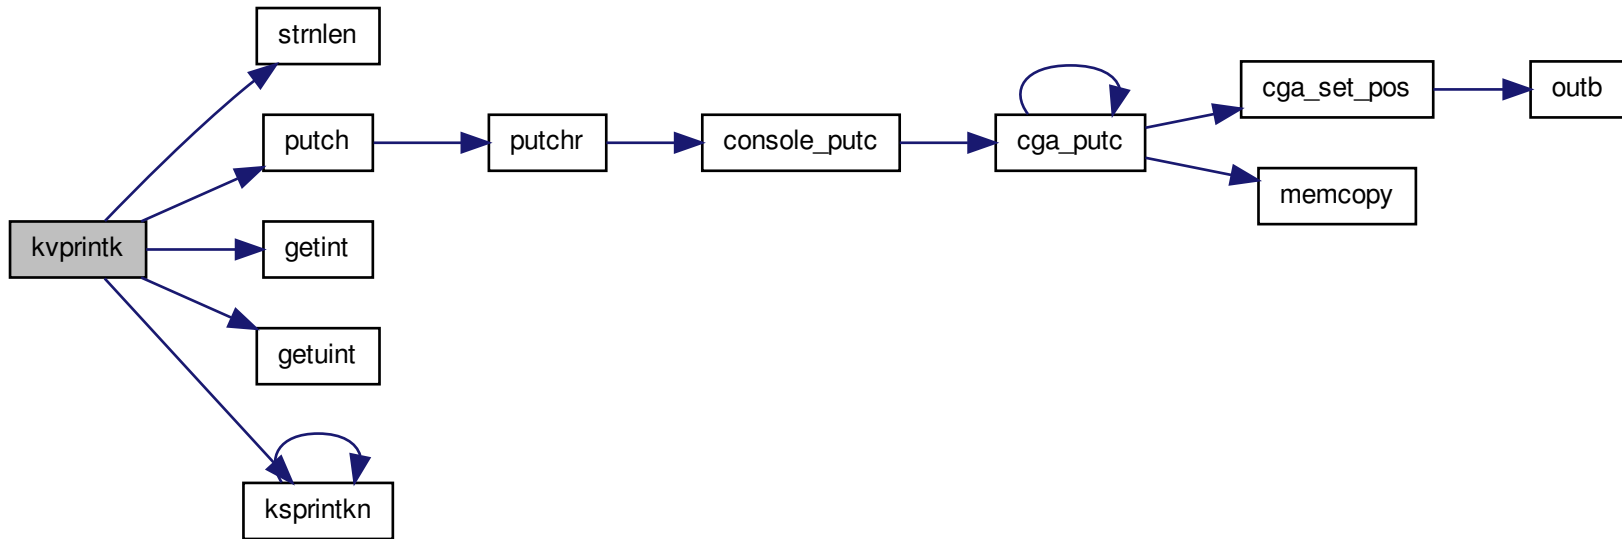 strnlen
cga_set_pos
outb
putch
putchr
console_putc
cga_putc
memcopy
kvprintk
getint
getuint
ksprintkn